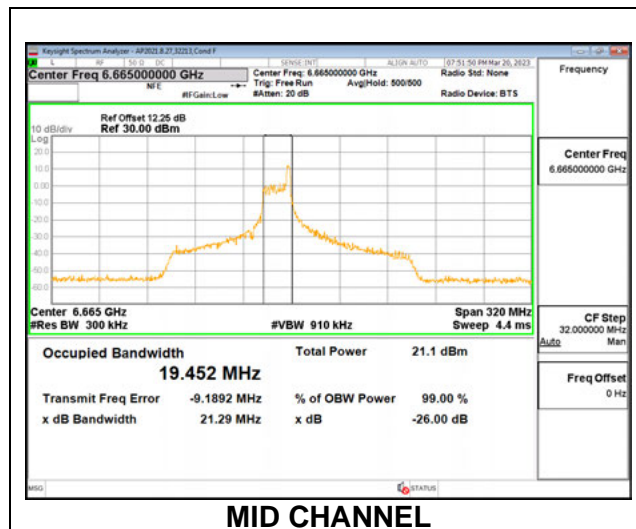 Keysight Spectrum Analyzer - AP2021.8.27,32213,Cond F
L RF 50 Ω DC SENSE:INT ALIGN AUTO 07:51:50 PM Mar 20, 2023
Center Freq 6.665000000 GHz
NFE
#IFGain:Low
Center Freq: 6.665000000 GHz
Trig: Free Run Avg|Hold: 500/500
#Atten: 20 dB
Radio Std: None
Radio Device: BTS
Frequency
Ref Offset 12.25 dB
10 dB/div Ref 30.00 dBm
Log
20.0
10.0
0.00
-10.0
-20.0
-30.0
-40.0
-50.0
-60.0
Center Freq
6.665000000 GHz
Center 6.665 GHz Span 320 MHz
#Res BW 300 kHz #VBW 910 kHz Sweep 4.4 ms
CF Step
32.000000 MHz
Auto Man
Occupied Bandwidth Total Power 21.1 dBm
19.452 MHz
Freq Offset
0 Hz
Transmit Freq Error -9.1892 MHz % of OBW Power 99.00 %
x dB Bandwidth 21.29 MHz x dB -26.00 dB
MSG STATUS
MID CHANNEL